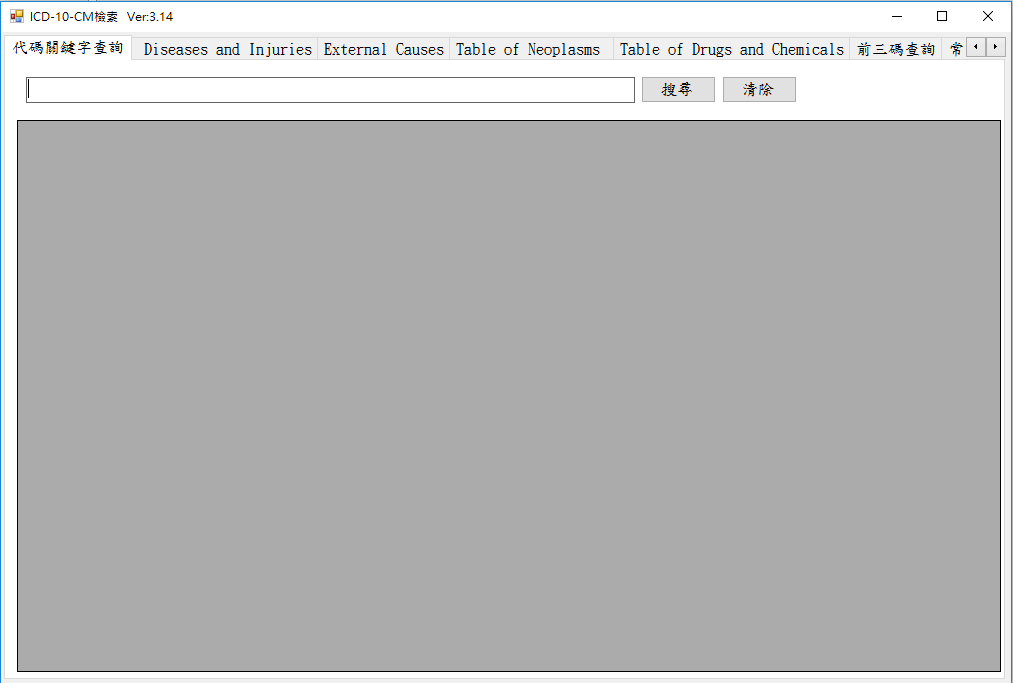 ICD-10-CM檢索 Ver:3.14
代碼關鍵字查詢 Diseases and Injuries External Causes Table of Neoplasms Table of Drugs and Chemicals 前三碼查詢 常
搜尋 清除